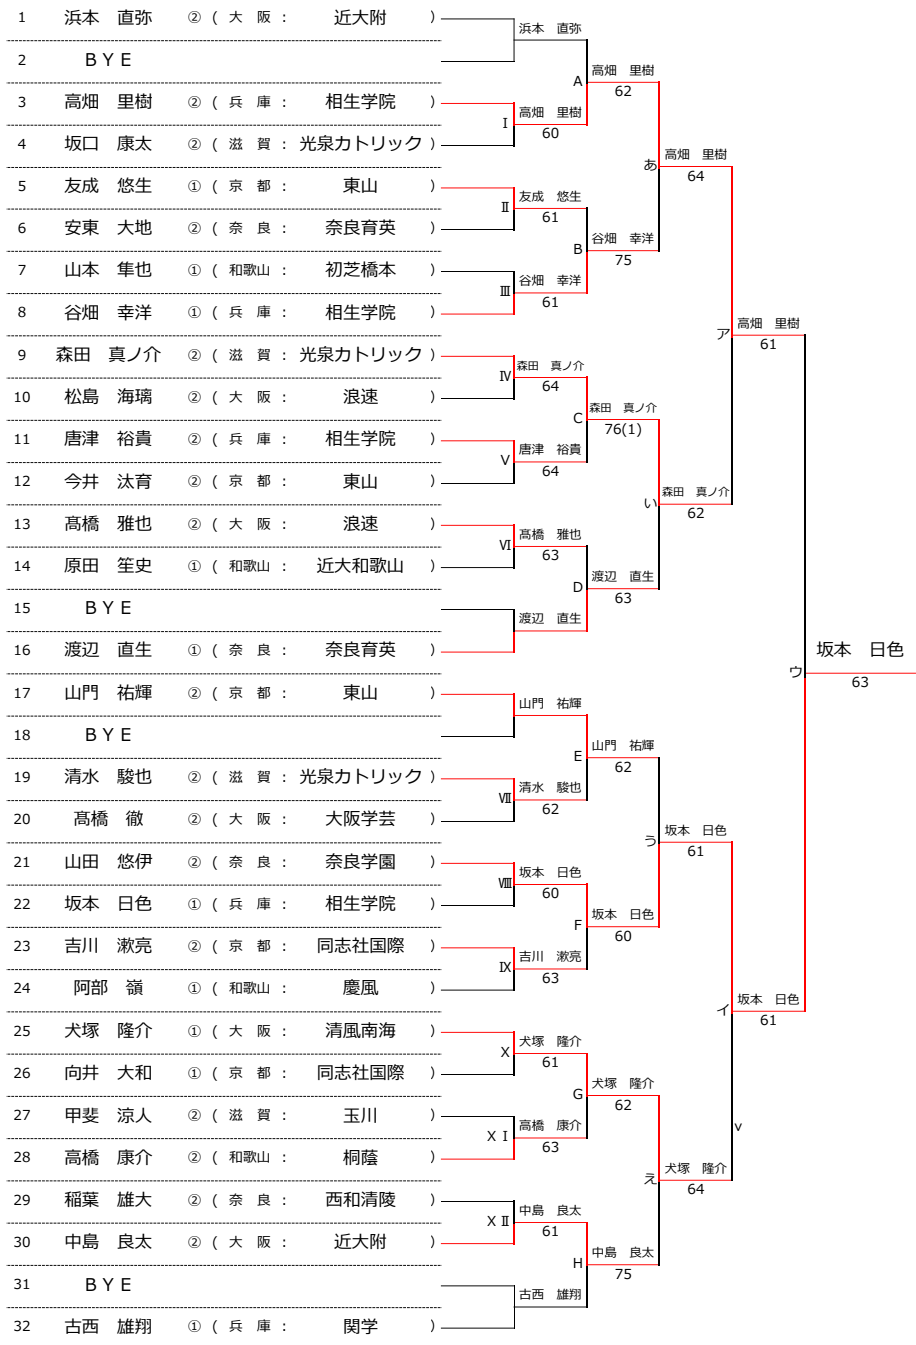 1 浜本 直弥 ② ( 大 阪 : 近大附 )
2 BYE
3 高畑 里樹 ② ( 兵 庫 : 相生学院 )
4 坂口 康太 ② ( 滋 賀 : 光泉カトリック )
5 友成 悠生 ① ( 京 都 : 東山 )
6 安東 大地 ② ( 奈 良 : 奈良育英 )
7 山本 隼也 ① ( 和歌山 : 初芝橋本 )
8 谷畑 幸洋 ① ( 兵 庫 : 相生学院 )
9 森田 真ノ介 ② ( 滋 賀 : 光泉カトリック )
10 松島 海璃 ② ( 大 阪 : 浪速 )
11 唐津 裕貴 ② ( 兵 庫 : 相生学院 )
12 今井 汰育 ② ( 京 都 : 東山 )
13 髙橋 雅也 ② ( 大 阪 : 浪速 )
14 原田 笙史 ① ( 和歌山 : 近大和歌山 )
15 BYE
16 渡辺 直生 ① ( 奈 良 : 奈良育英 )
17 山門 祐輝 ② ( 京 都 : 東山 )
18 BYE
19 清水 駿也 ② ( 滋 賀 : 光泉カトリック )
20 髙橋 徹 ② ( 大 阪 : 大阪学芸 )
21 山田 悠伊 ② ( 奈 良 : 奈良学園 )
22 坂本 日色 ① ( 兵 庫 : 相生学院 )
23 吉川 漱亮 ② ( 京 都 : 同志社国際 )
24 阿部 嶺 ① ( 和歌山 : 慶風 )
25 犬塚 隆介 ① ( 大 阪 : 清風南海 )
26 向井 大和 ① ( 京 都 : 同志社国際 )
27 甲斐 涼人 ② ( 滋 賀 : 玉川 )
28 高橋 康介 ② ( 和歌山 : 桐蔭 )
29 稲葉 雄大 ② ( 奈 良 : 西和清陵 )
30 中島 良太 ② ( 大 阪 : 近大附 )
31 BYE
32 古西 雄翔 ① ( 兵 庫 : 関学 )
浜本 直弥
Ⅰ
高畑 里樹
60
Ⅱ
友成 悠生
61
Ⅲ
谷畑 幸洋
61
Ⅳ
森田 真ノ介
64
Ⅴ
唐津 裕貴
64
Ⅵ
髙橋 雅也
63
渡辺 直生
山門 祐輝
Ⅶ
清水 駿也
62
Ⅷ
坂本 日色
60
Ⅸ
吉川 漱亮
63
Ⅹ
犬塚 隆介
61
ⅩⅠ
高橋 康介
63
ⅩⅡ
中島 良太
61
古西 雄翔
A
高畑 里樹
62
B
谷畑 幸洋
75
C
森田 真ノ介
76(1)
D
渡辺 直生
63
E
山門 祐輝
62
F
坂本 日色
60
G
犬塚 隆介
62
H
中島 良太
75
あ
高畑 里樹
64
い
森田 真ノ介
62
う
坂本 日色
61
え
犬塚 隆介
64
ア
高畑 里樹
61
イ
坂本 日色
61
v
ウ
坂本 日色
63